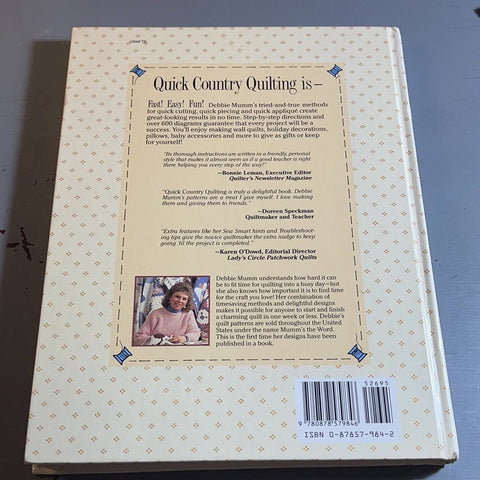 CRAFTS
Quick Country Quilting is—
Fast! Easy! Fun! Debbie Mumm's tried-and-true methods
for quick cutting, quick piecing and quick appliqué create
great-looking results in no time. Step-by-step directions and
over 600 diagrams guarantee that every project will be a
success. You'll enjoy making wall quilts, holiday decorations,
pillows, baby accessories and more to give as gifts or keep
for yourself!
"Its thorough instructions are written in a friendly, personal
style that makes it almost seem as if a good teacher is right
there helping you every step of the way!"
—Bonnie Leman, Executive Editor
Quilter's Newsletter Magazine
"Quick Country Quilting is truly a delightful book. Debbie
Mumm's patterns are a treat I give myself. I love making
them and giving them to friends."
—Doreen Speckman
Quiltmaker and Teacher
"Extra features like her Sew Smart hints and Troubleshoot-
ing tips give the novice quiltmaker the extra nudge to keep
going 'til the project is completed."
—Karen O'Dowd, Editorial Director
Lady's Circle Patchwork Quilts
Debbie Mumm understands how hard it can
be to fit time for quilting into a busy day—but
she also knows how important it is to find time
for the craft you love! Her combination of
timesaving methods and delightful designs
makes it possible for anyone to start and finish
a charming quilt in one week or less. Debbie's
quilt patterns are sold throughout the United
States under the name Mumm's the Word.
This is the first time her designs have been
published in a book.
52695
9 780878 579846
ISBN 0-87857-984-2